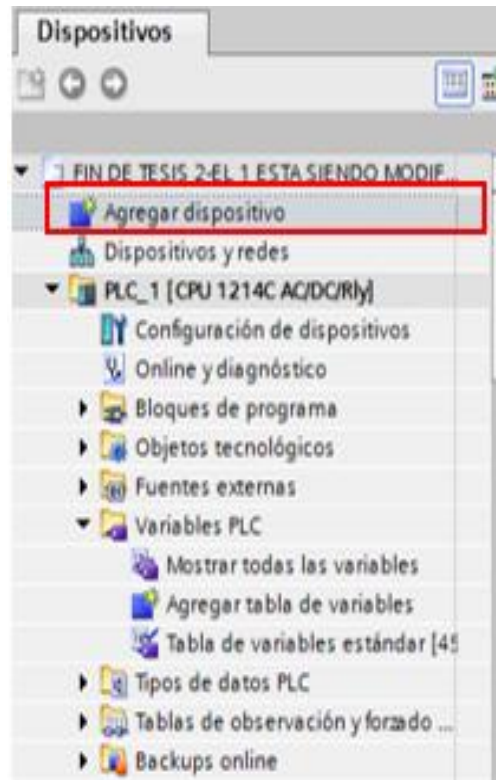 Dispositivos
FIN DE TESIS 2-EL 1 ESTA SIENDO MODIF...
Agregar dispositivo
Dispositivos y redes
PLC_1 [CPU 1214C AC/DC/Rly]
Configuración de dispositivos
Online y diagnóstico
Bloques de programa
Objetos tecnológicos
Fuentes externas
Variables PLC
Mostrar todas las variables
Agregar tabla de variables
Tabla de variables estándar [45
Tipos de datos PLC
Tablas de observación y forzado ...
Backups online